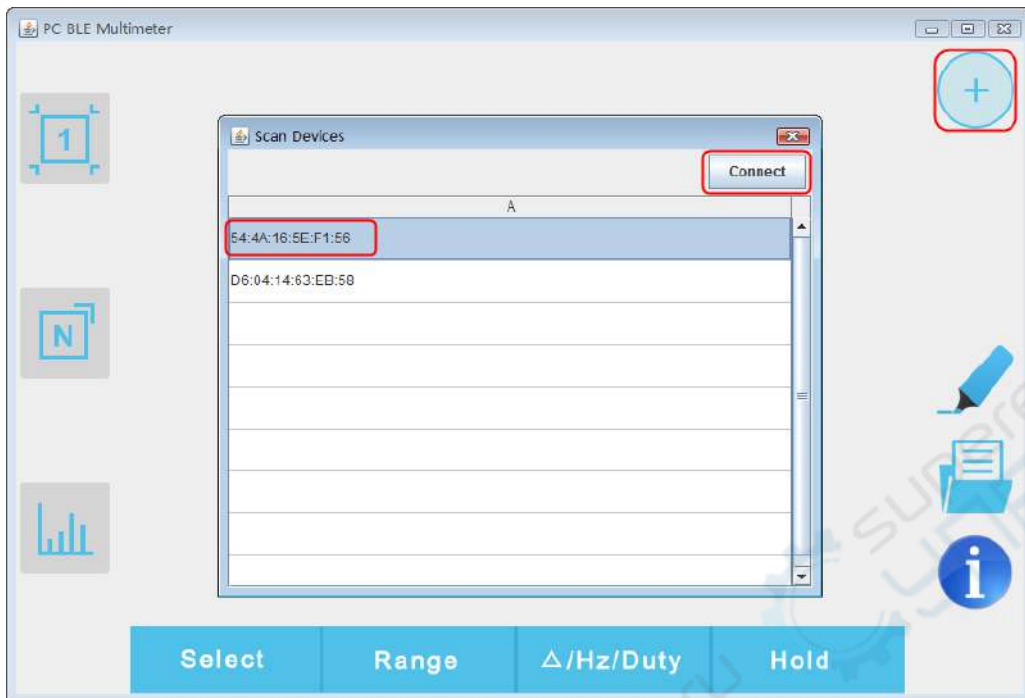 PC BLE Multimeter
+
1
Scan Devices
Connect
A
54:4A:16:5E:F1:56
D6:04:14:63:EB:58
N
i
Select Range △/Hz/Duty Hold